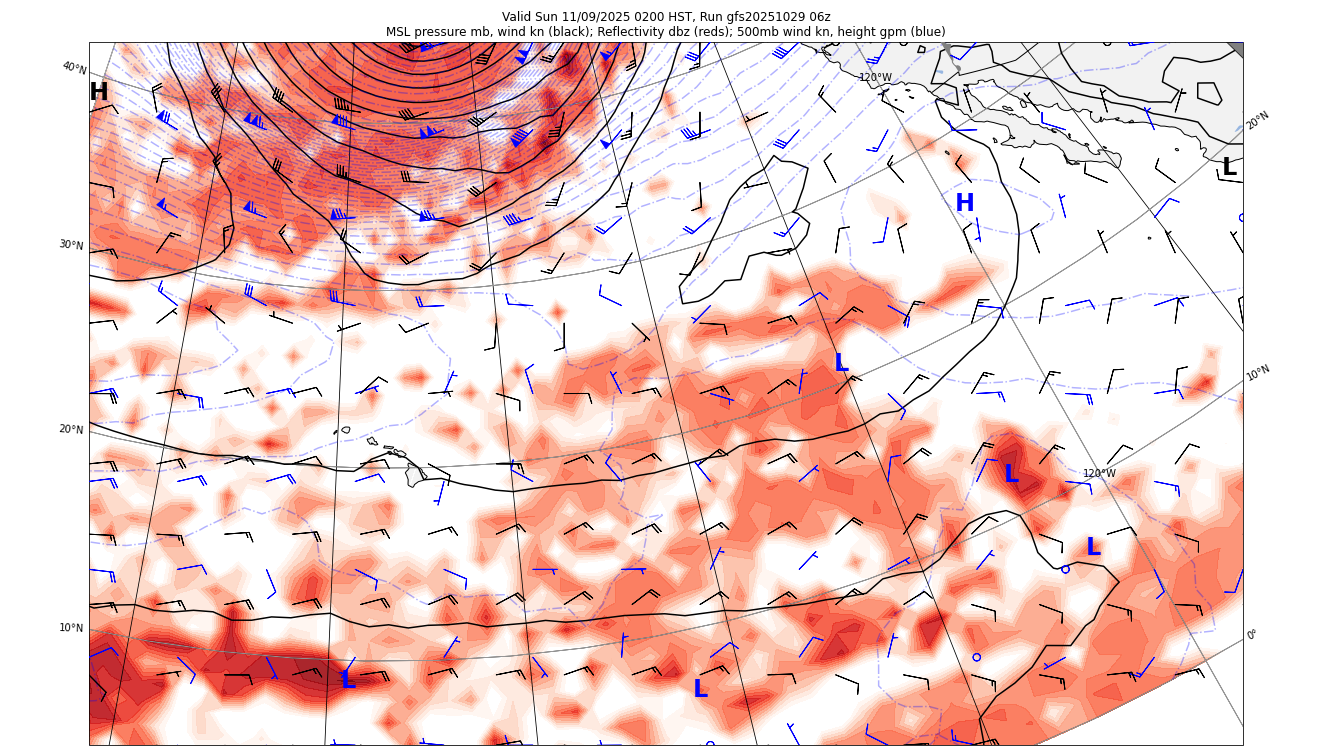 Valid Sun 11/09/2025 0200 HST, Run gfs20251029 06z
MSL pressure mb, wind kn (black); Reflectivity dbz (reds); 500mb wind kn, height gpm (blue)
40°N
120°W
H
20°N
L
H
30°N
L
10°N
20°N
L
120°W
L
10°N
0°
L
L